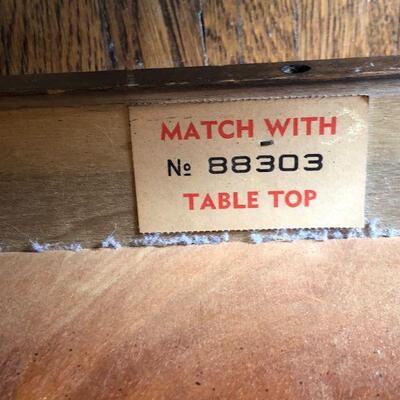 MATCH WITH
№ 88303
TABLE TOP